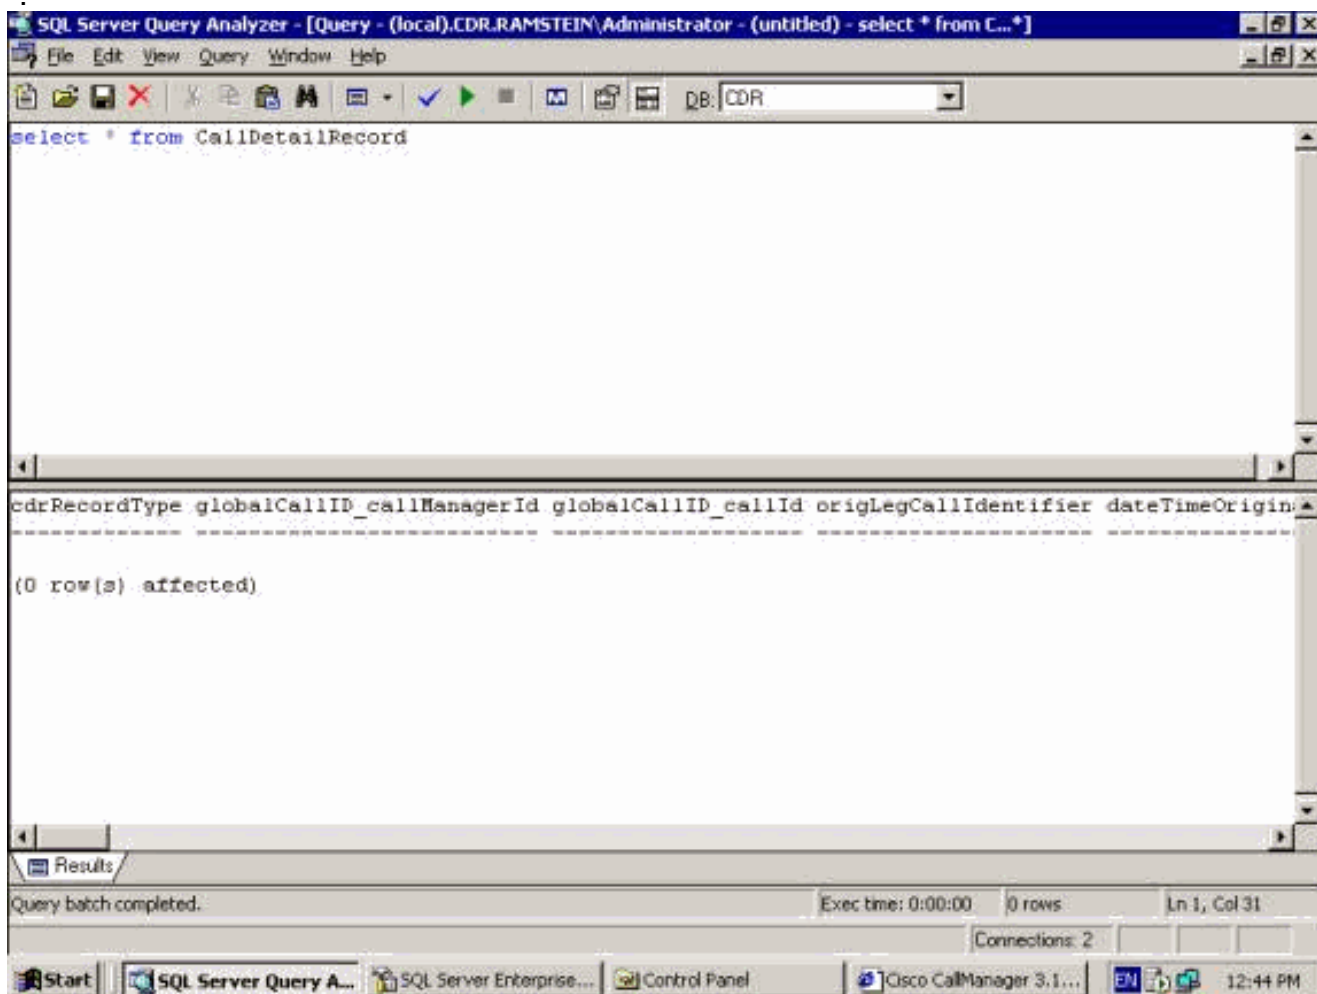 SQL Server Query Analyzer - [Query - (local).CDR.RAMSTEIN\Administrator - (untitled) - select * from C...*]
File Edit View Query Window Help
DB: CDR
select * from CallDetailRecord
cdrRecordType globalCallID_callManagerId globalCallID_callId origLegCallIdentifier dateTimeOrigin
------------- -------------------------- ------------------- --------------------- --------------
(0 row(s) affected)
Results
Query batch completed. Exec time: 0:00:00 0 rows Ln 1, Col 31
Connections: 2
Start SQL Server Query A... SQL Server Enterprise... Control Panel Cisco CallManager 3.1... EN 12:44 PM